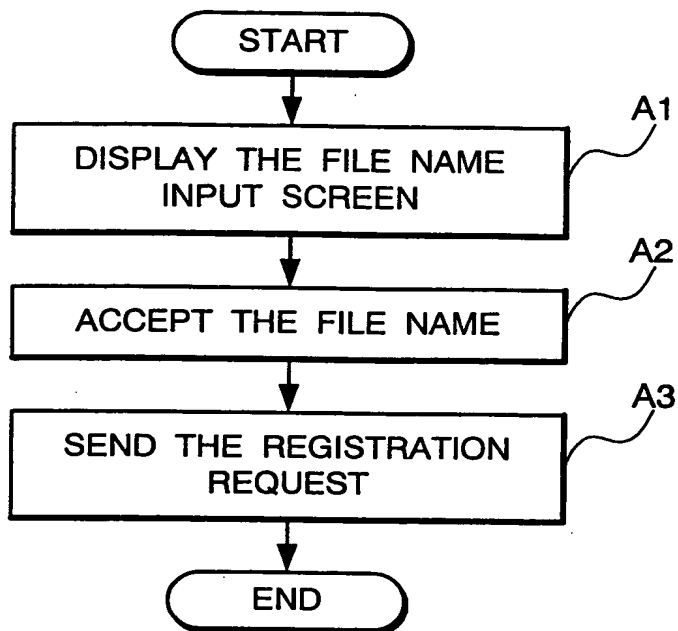 START
A1
DISPLAY THE FILE NAME
INPUT SCREEN
A2
ACCEPT THE FILE NAME
A3
SEND THE REGISTRATION
REQUEST
END